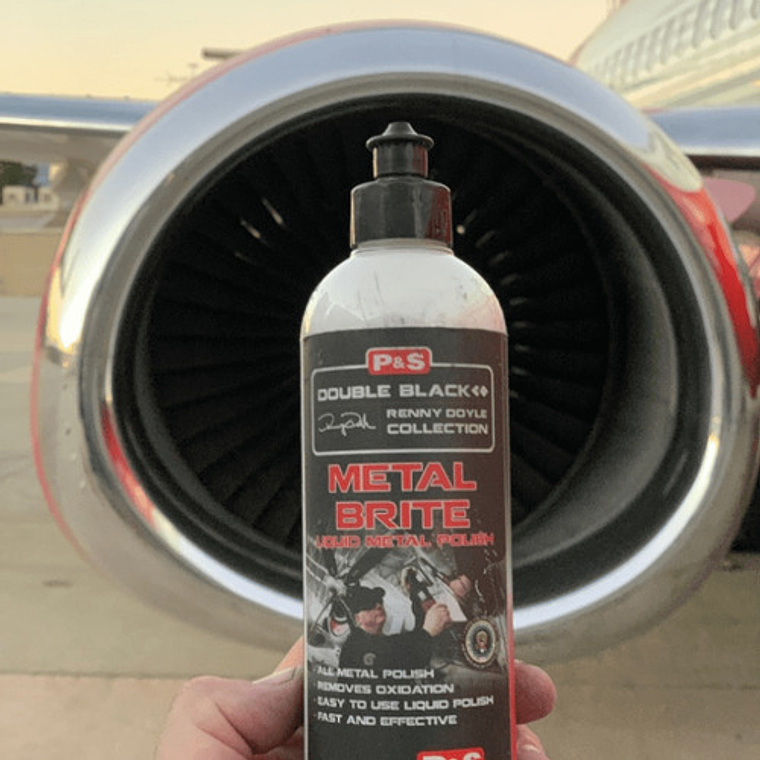 P&S
DOUBLE BLACK
RENNY DOYLE
COLLECTION
METAL
BRITE
LIQUID METAL POLISH
· ALL METAL POLISH
· REMOVES OXIDATION
· EASY TO USE LIQUID POLISH
· FAST AND EFFECTIVE
P&S